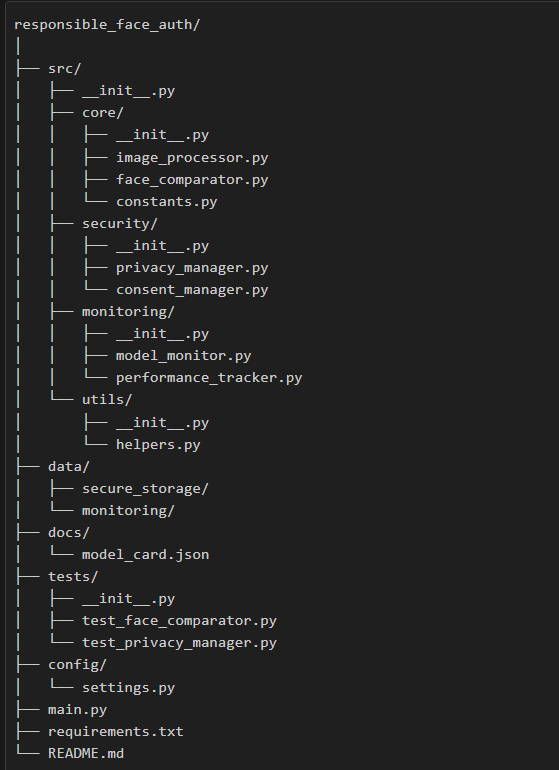 responsible_face_auth/
│
├── src/
│   ├── __init__.py
│   ├── core/
│   │   ├── __init__.py
│   │   ├── image_processor.py
│   │   ├── face_comparator.py
│   │   └── constants.py
│   ├── security/
│   │   ├── __init__.py
│   │   ├── privacy_manager.py
│   │   └── consent_manager.py
│   ├── monitoring/
│   │   ├── __init__.py
│   │   ├── model_monitor.py
│   │   └── performance_tracker.py
│   └── utils/
│       ├── __init__.py
│       └── helpers.py
├── data/
│   ├── secure_storage/
│   └── monitoring/
├── docs/
│   └── model_card.json
├── tests/
│   ├── __init__.py
│   ├── test_face_comparator.py
│   └── test_privacy_manager.py
├── config/
│   └── settings.py
├── main.py
├── requirements.txt
└── README.md